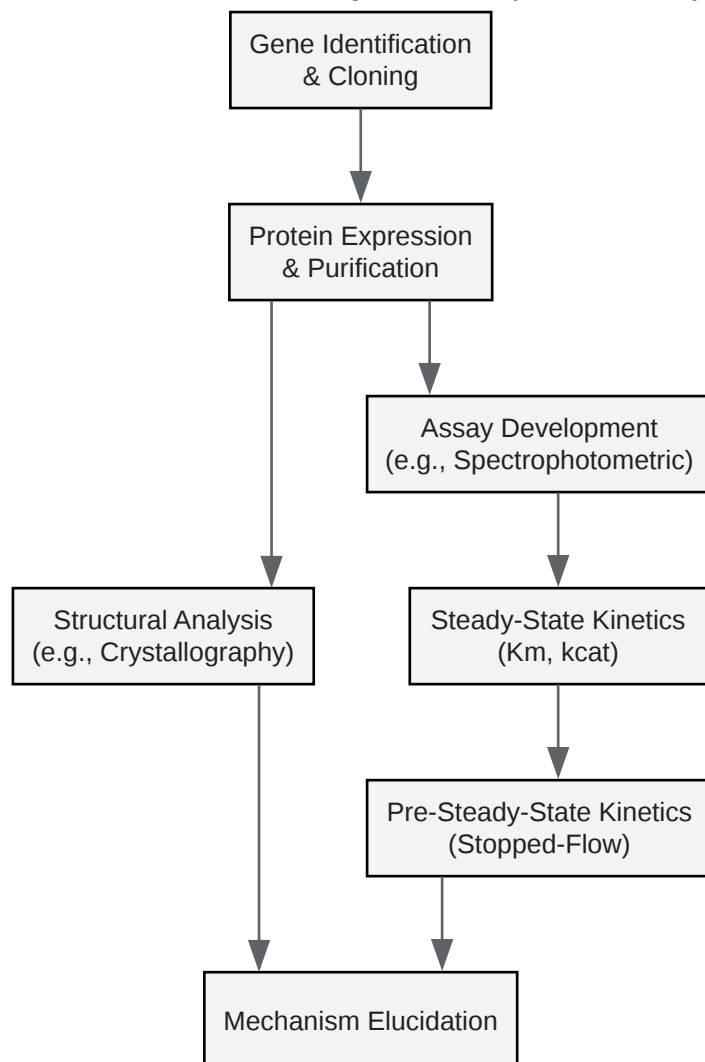 Gene Identification
& Cloning
Protein Expression
& Purification
Assay Development
(e.g., Spectrophotometric)
Structural Analysis
(e.g., Crystallography)
Steady-State Kinetics
(Km, kcat)
Pre-Steady-State Kinetics
(Stopped-Flow)
Mechanism Elucidation